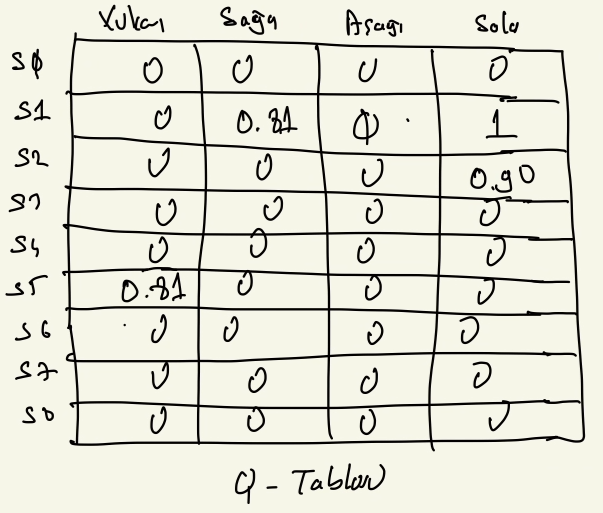 Yukarı Sağa Aşağı Sola
S0 0 0 0 0
S1 0 0.81 0 1
S2 0 0 0 0.90
S3 0 0 0 0
S4 0 0 0 0
S5 0.81 0 0 0
S6 0 0 0 0
S7 0 0 0 0
S8 0 0 0 0
Q - Tablosu